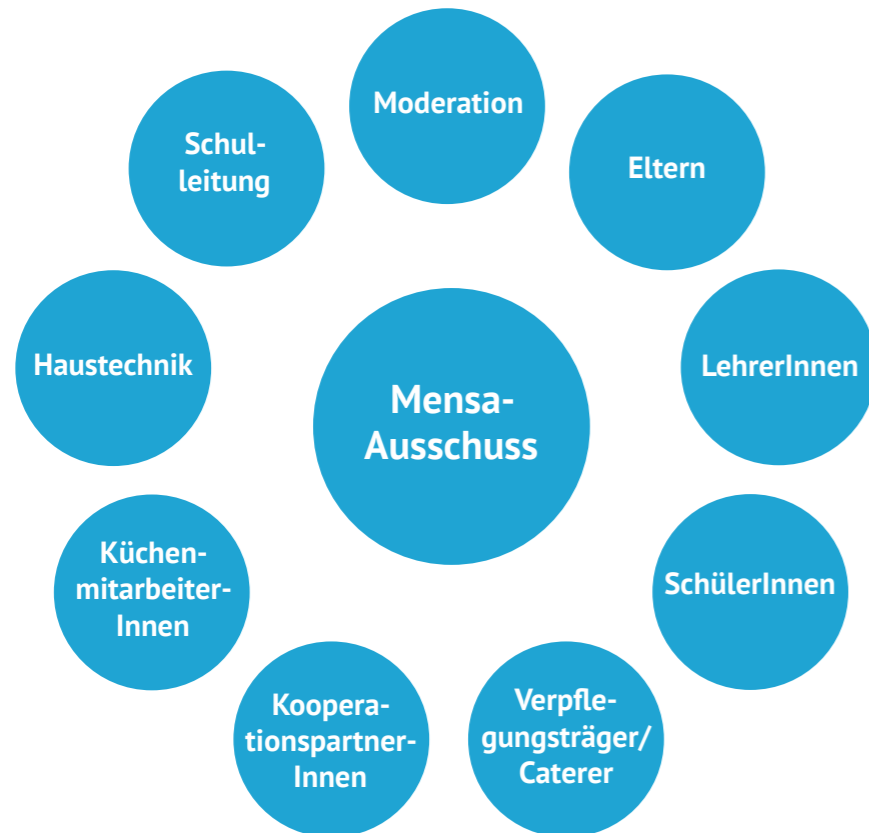 Moderation
Schul-
leitung
Eltern
Haustechnik
LehrerInnen
Mensa-
Ausschuss
Küchen-
mitarbeiter-
Innen
SchülerInnen
Koopera-
tionspartner-
Innen
Verpfle-
gungsträger/
Caterer